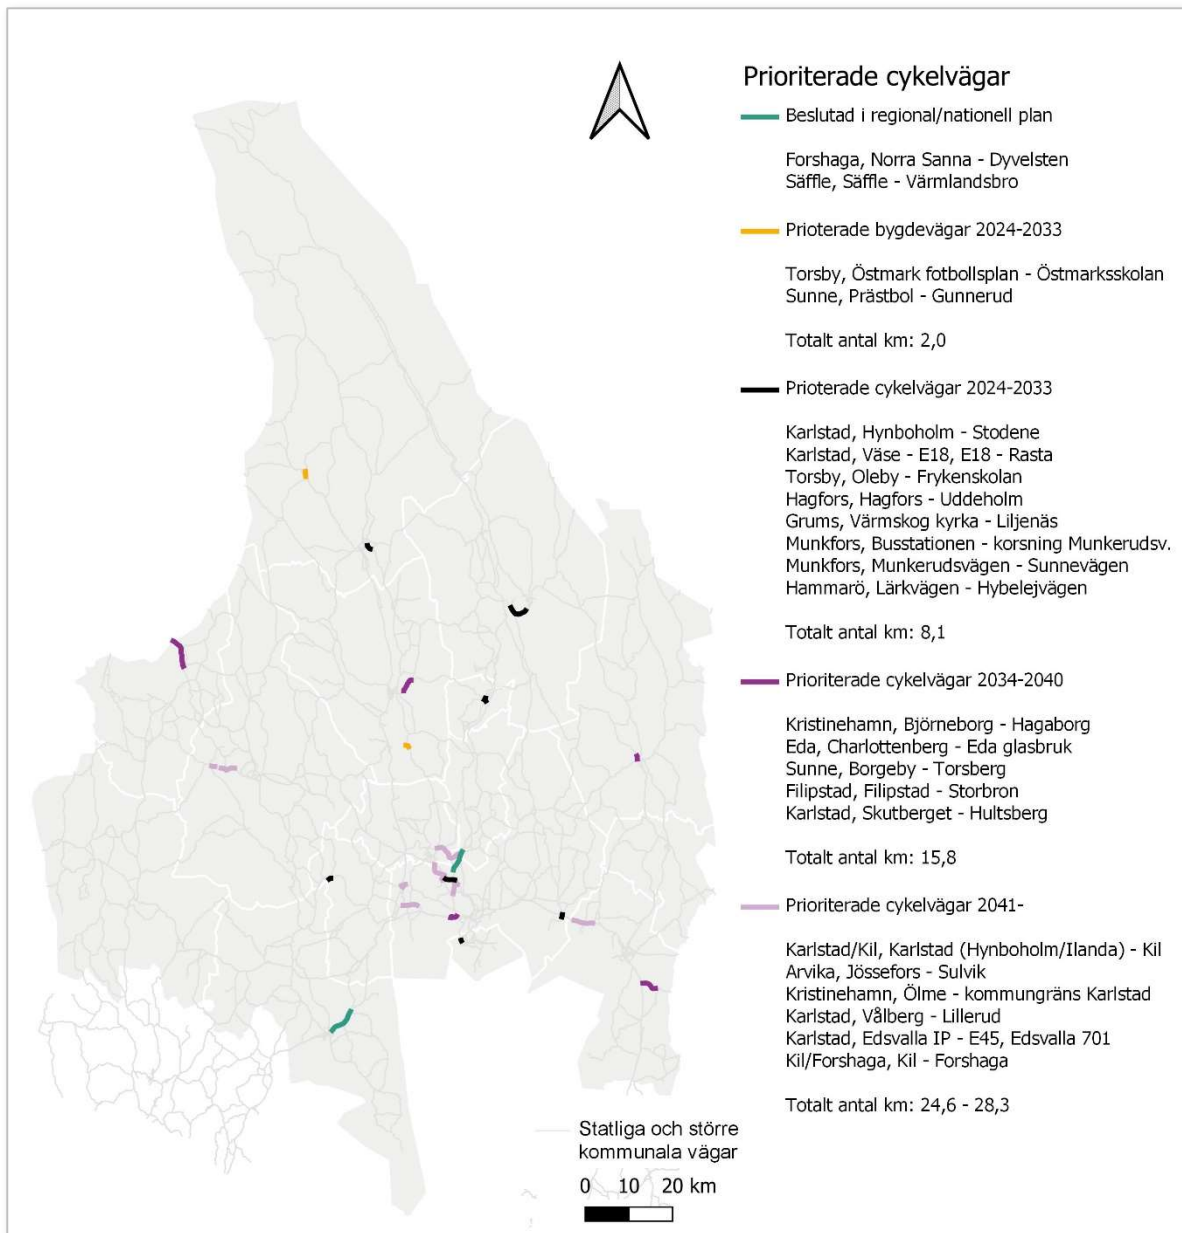 Prioriterade cykelvägar
Beslutad i regional/nationell plan
Forshaga, Norra Sanna - Dyvelsten
Säffle, Säffle - Värmlandsbro
Prioterade bygdevägar 2024-2033
Torsby, Östmark fotbollsplan - Östmarksskolan
Sunne, Prästbol - Gunnerud
Totalt antal km: 2,0
Prioterade cykelvägar 2024-2033
Karlstad, Hynboholm - Stodene
Karlstad, Väse - E18, E18 - Rasta
Torsby, Oleby - Frykenskolan
Hagfors, Hagfors - Uddeholm
Grums, Värmskog kyrka - Liljenäs
Munkfors, Busstationen - korsning Munkerudsv.
Munkfors, Munkerudsvägen - Sunnevägen
Hammarö, Lärkvägen - Hybelejvägen
Totalt antal km: 8,1
Prioriterade cykelvägar 2034-2040
Kristinehamn, Björneborg - Hagaborg
Eda, Charlottenberg - Eda glasbruk
Sunne, Borgeby - Torsberg
Filipstad, Filipstad - Storbron
Karlstad, Skutberget - Hultsberg
Totalt antal km: 15,8
Prioriterade cykelvägar 2041-
Karlstad/Kil, Karlstad (Hynboholm/Ilanda) - Kil
Arvika, Jössefors - Sulvik
Kristinehamn, Ölme - kommungräns Karlstad
Karlstad, Vålberg - Lillerud
Karlstad, Edsvalla IP - E45, Edsvalla 701
Kil/Forshaga, Kil - Forshaga
Totalt antal km: 24,6 - 28,3
Statliga och större
kommunala vägar
0 10 20 km